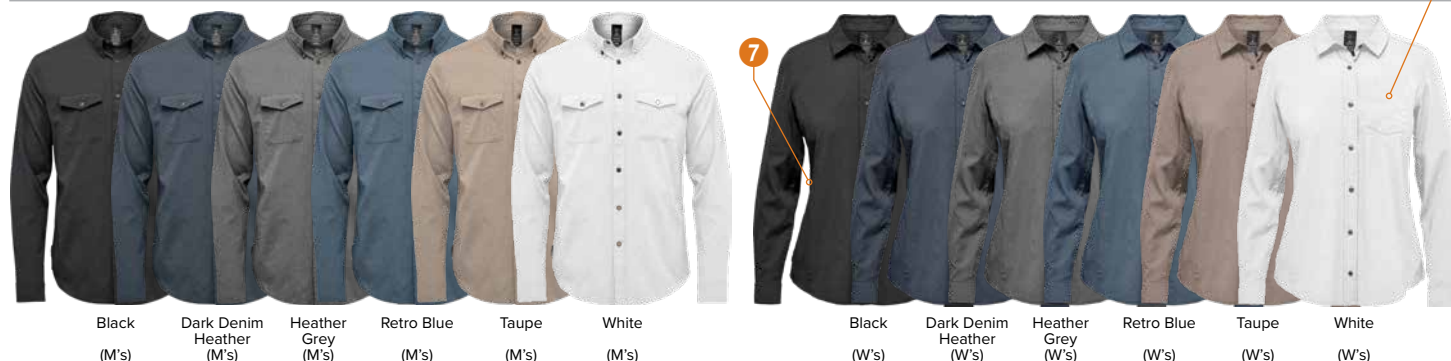 7
Black
Dark Denim
Heather
(M's)
Heather
Grey
(M's)
Retro Blue
(M's)
Taupe
(M's)
White
(M's)
(M's)
Black
(W's)
Dark Denim
Heather
(W's)
Heather
Grey
(W's)
Retro Blue
(W's)
Taupe
(W's)
White
(W's)